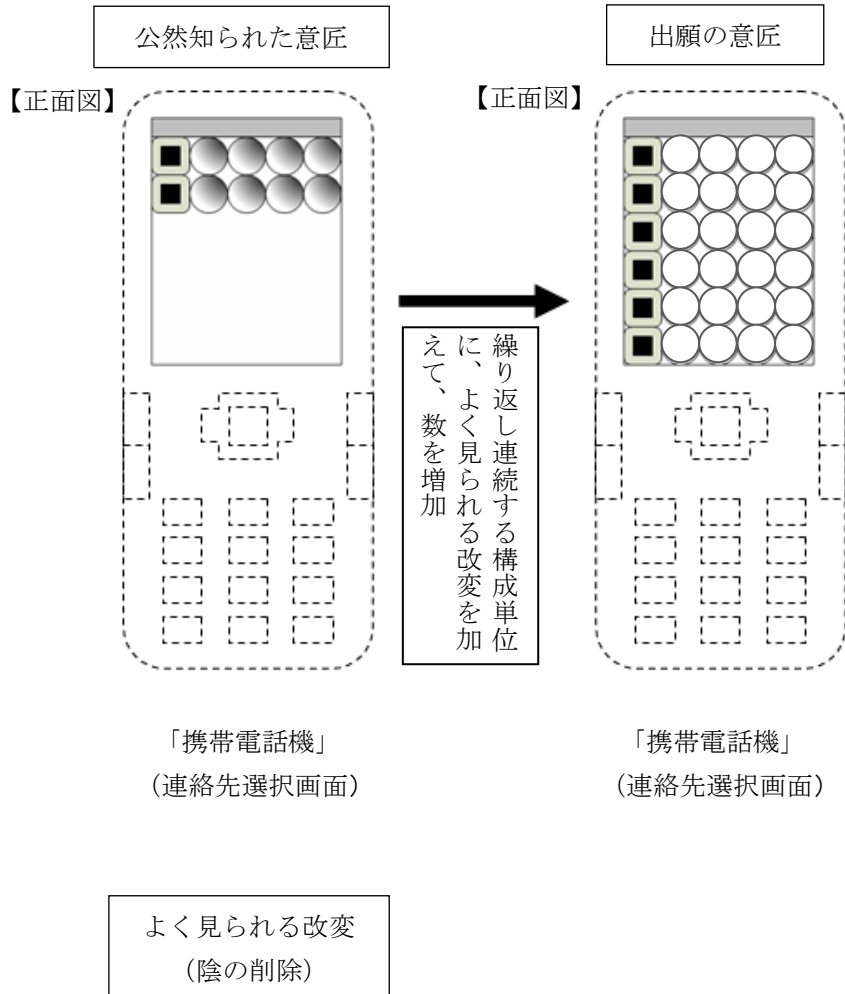 公然知られた意匠
出願の意匠
【正面図】
【正面図】
繰り返し連続する構成単位
に、よく見られる改変を加
えて、数を増加
「携帯電話機」
(連絡先選択画面)
「携帯電話機」
(連絡先選択画面)
よく見られる改変
(陰の削除)